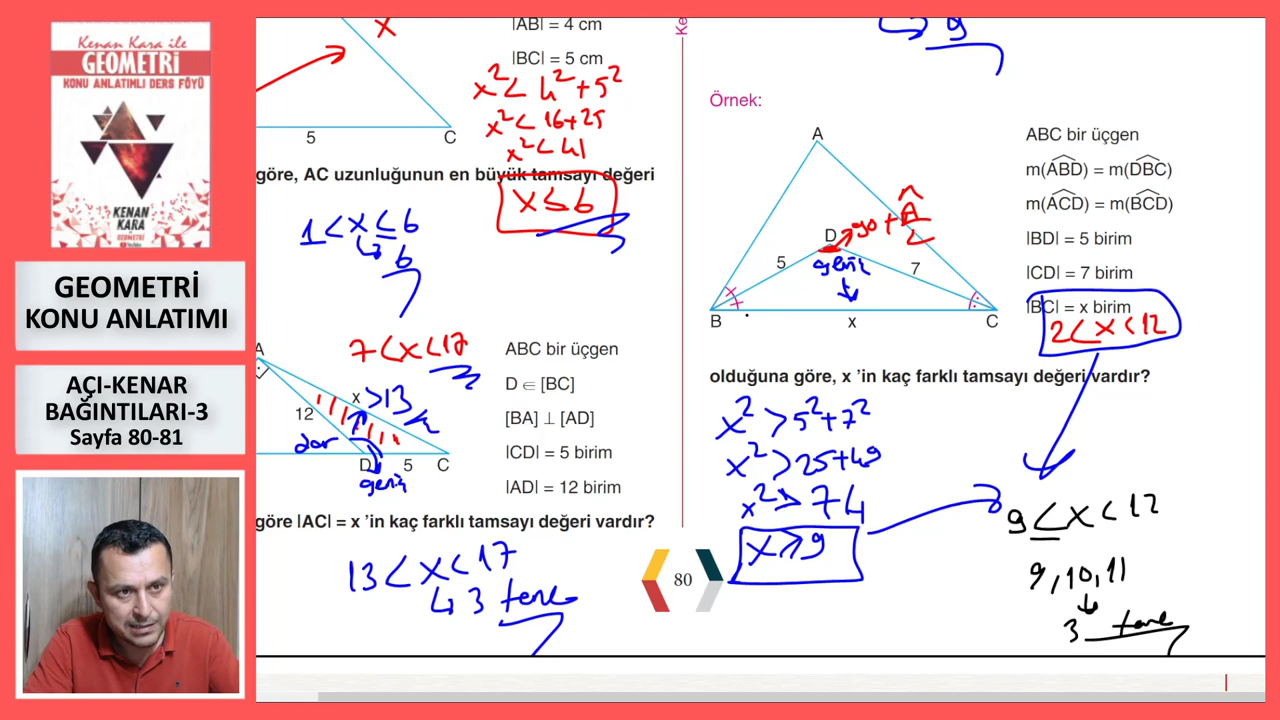 Kenan Kara ile
GEOMETRİ
KONU ANLATIMLI DERS FÖYÜ
KENAN
KARA
GEOMETRİ
GEOMETRİ
KONU ANLATIMI
AÇI-KENAR
BAĞINTILARI-3
Sayfa 80-81
x
5
C
|AB| = 4 cm
|BC| = 5 cm
x² < 4² + 5²
x² < 16+25
x² < 41
göre, AC uzunluğunun en büyük tamsayı değeri
x ≤ 6
1 < x ≤ 6
6
7 < x < 17
A
x >13
12
dar
D
5
C
geniş
ABC bir üçgen
D ∈ [BC]
[BA] ⊥ [AD]
|CD| = 5 birim
|AD| = 12 birim
göre |AC| = x 'in kaç farklı tamsayı değeri vardır?
13 < x < 17
3 tane
Ke
80
9
Örnek:
A
D
90 + Â/2
5
geniş
7
B
x
C
ABC bir üçgen
m(ABD) = m(DBC)
m(ACD) = m(BCD)
|BD| = 5 birim
|CD| = 7 birim
|BC| = x birim
2 < x < 12
olduğuna göre, x 'in kaç farklı tamsayı değeri vardır?
x² > 5² + 7²
x² > 25+49
x² > 74
x ≥ 9
9 ≤ x < 12
9, 10, 11
3 tane